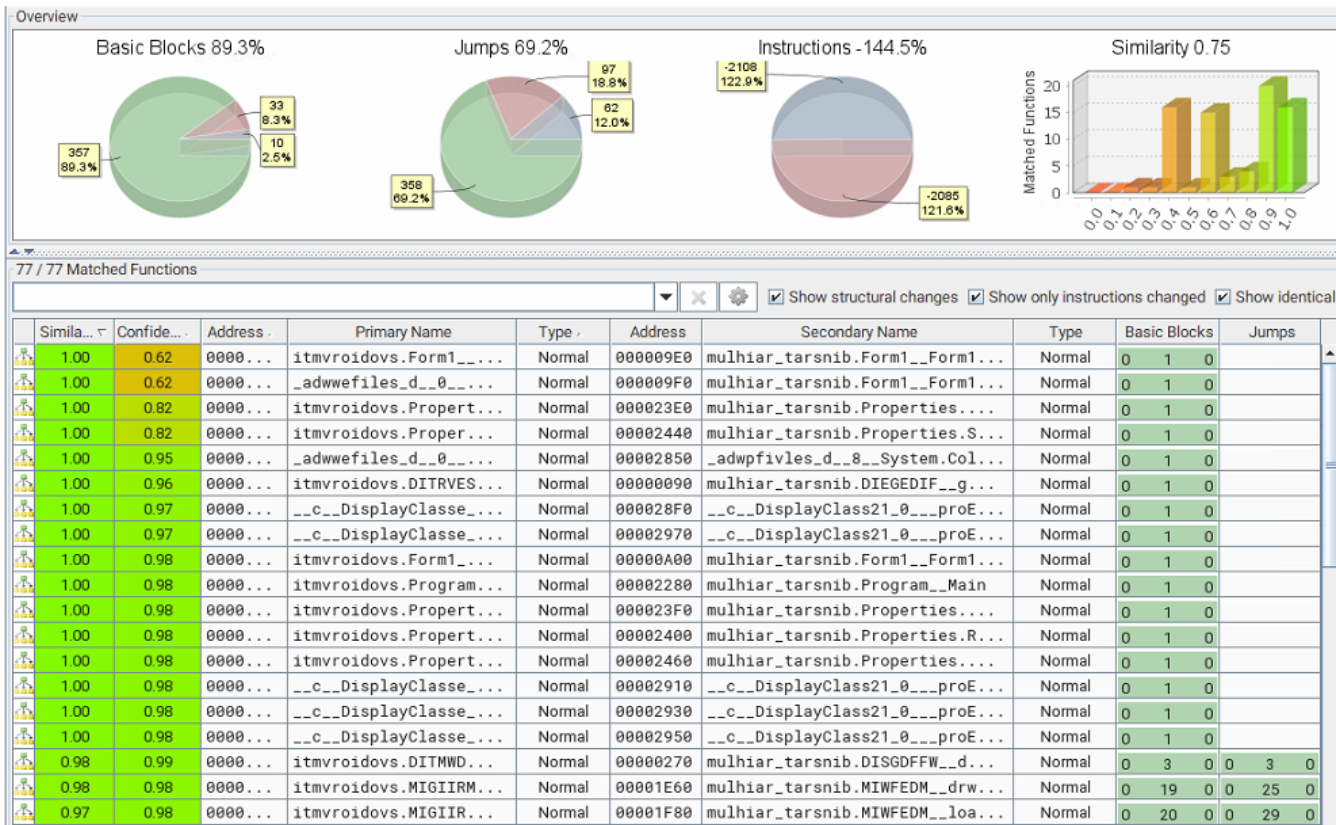 Overview
Basic Blocks 89.3%
33
8.3%
10
2.5%
357
89.3%
Jumps 69.2%
97
18.8%
62
12.0%
358
69.2%
Instructions -144.5%
-2108
122.9%
-2085
121.6%
Similarity 0.75
Matched Functions
20
15
10
5
0
0.0 0.1 0.2 0.3 0.4 0.5 0.6 0.7 0.8 0.9 1.0
77 / 77 Matched Functions
Show structural changes Show only instructions changed Show identical
Simila... Confide... Address Primary Name Type Address Secondary Name Type Basic Blocks Jumps
1.00 0.62 0000... itmvroidovs.Form1__... Normal 000009E0 mulhiar_tarsnib.Form1__Form1... Normal 0 1 0
1.00 0.62 0000... _adwwefiles_d__0__... Normal 000009F0 mulhiar_tarsnib.Form1__Form1... Normal 0 1 0
1.00 0.82 0000... itmvroidovs.Propert... Normal 000023E0 mulhiar_tarsnib.Properties.... Normal 0 1 0
1.00 0.82 0000... itmvroidovs.Proper... Normal 00002440 mulhiar_tarsnib.Properties.S... Normal 0 1 0
1.00 0.95 0000... _adwwefiles_d__0__... Normal 00002850 _adwpfivles_d__8__System.Col... Normal 0 1 0
1.00 0.96 0000... itmvroidovs.DITRVES... Normal 00000090 mulhiar_tarsnib.DIEGEDIF__g... Normal 0 1 0
1.00 0.97 0000... __c__DisplayClasse_... Normal 000028F0 __c__DisplayClass21_0___proE... Normal 0 1 0
1.00 0.97 0000... __c__DisplayClasse_... Normal 00002970 __c__DisplayClass21_0___proE... Normal 0 1 0
1.00 0.98 0000... itmvroidovs.Form1_... Normal 00000A00 mulhiar_tarsnib.Form1__Form1... Normal 0 1 0
1.00 0.98 0000... itmvroidovs.Program... Normal 00002280 mulhiar_tarsnib.Program__Main Normal 0 1 0
1.00 0.98 0000... itmvroidovs.Propert... Normal 000023F0 mulhiar_tarsnib.Properties.... Normal 0 1 0
1.00 0.98 0000... itmvroidovs.Propert... Normal 00002400 mulhiar_tarsnib.Properties.R... Normal 0 1 0
1.00 0.98 0000... itmvroidovs.Propert... Normal 00002460 mulhiar_tarsnib.Properties.... Normal 0 1 0
1.00 0.98 0000... __c__DisplayClasse_... Normal 00002910 __c__DisplayClass21_0___proE... Normal 0 1 0
1.00 0.98 0000... __c__DisplayClasse_... Normal 00002930 __c__DisplayClass21_0___proE... Normal 0 1 0
1.00 0.98 0000... __c__DisplayClasse_... Normal 00002950 __c__DisplayClass21_0___proE... Normal 0 1 0
0.98 0.99 0000... itmvroidovs.DITMWD... Normal 00000270 mulhiar_tarsnib.DISGDFFW__d... Normal 0 3 0 0 3 0
0.98 0.98 0000... itmvroidovs.MIGIIRM... Normal 00001E60 mulhiar_tarsnib.MIWFEDM__drw... Normal 0 19 0 0 25 0
0.97 0.98 0000... itmvroidovs.MIGIIR... Normal 00001F80 mulhiar_tarsnib.MIWFEDM__loa... Normal 0 20 0 0 29 0